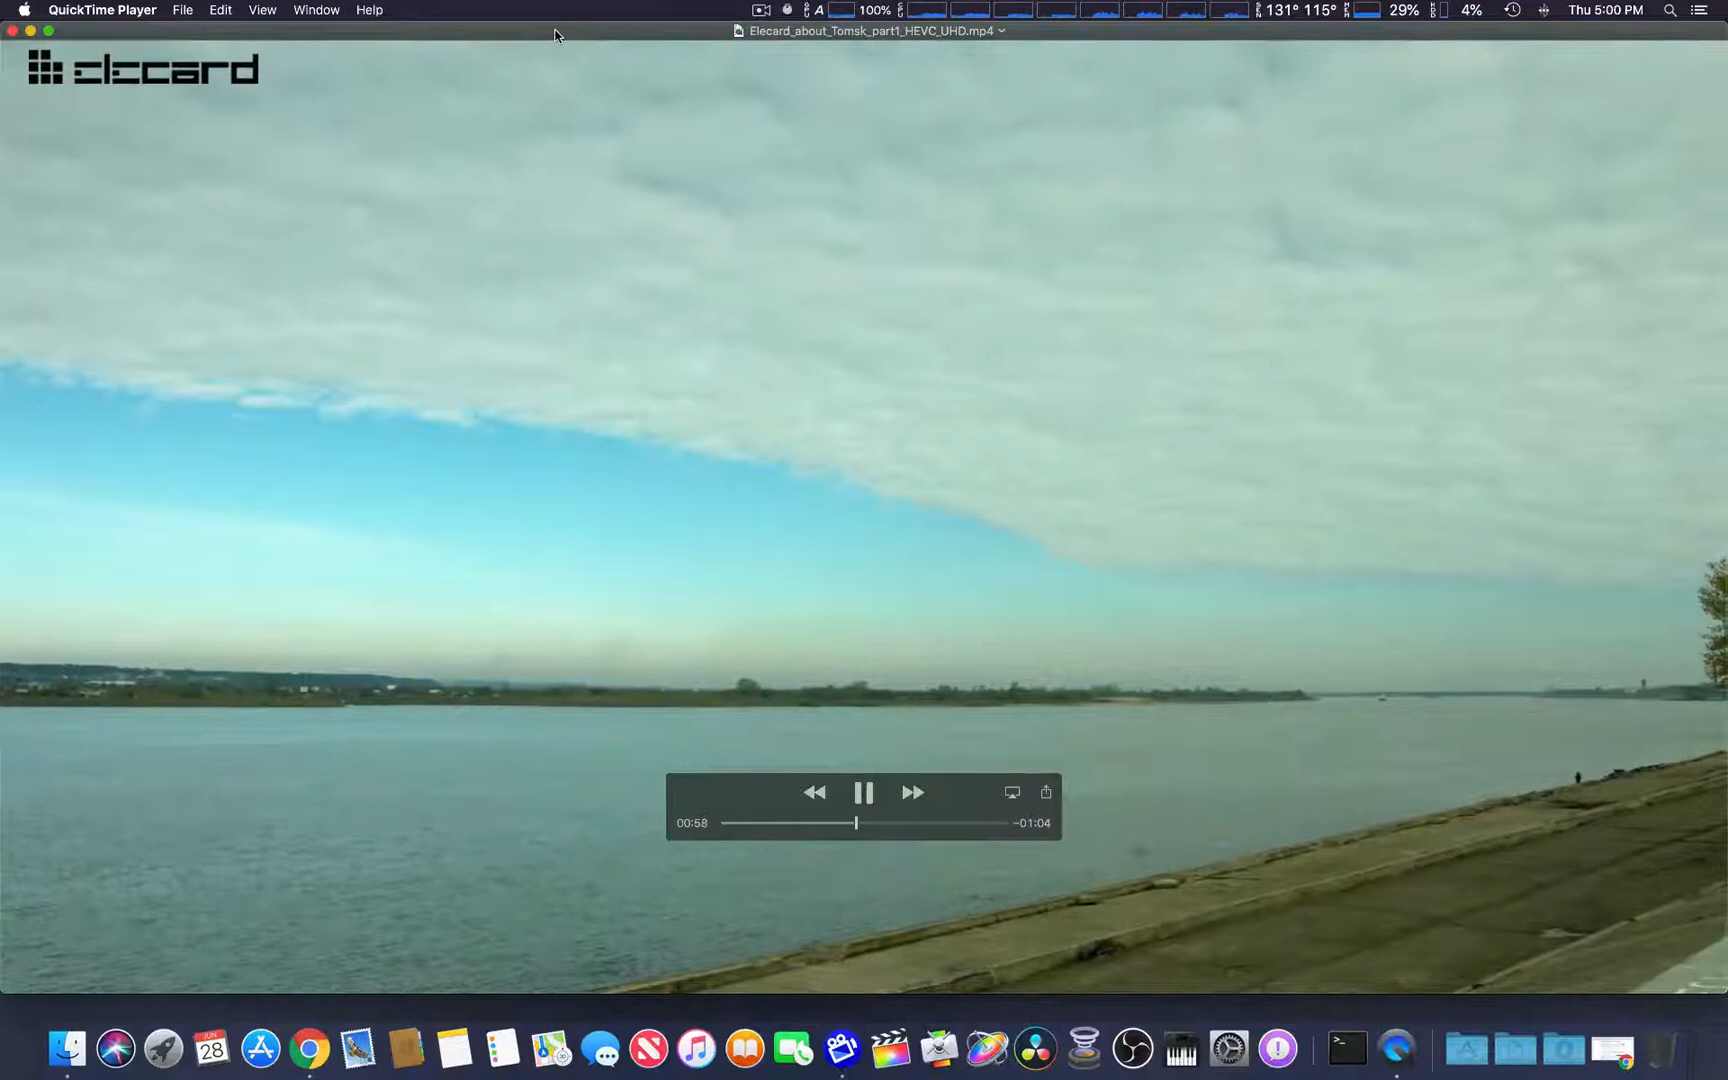 QuickTime Player File Edit View Window Help 100% 131° 115° 29% 4% Thu 5:00 PM
Elecard_about_Tomsk_part1_HEVC_UHD.mp4
elecard
00:58 -01:04
JUN
28